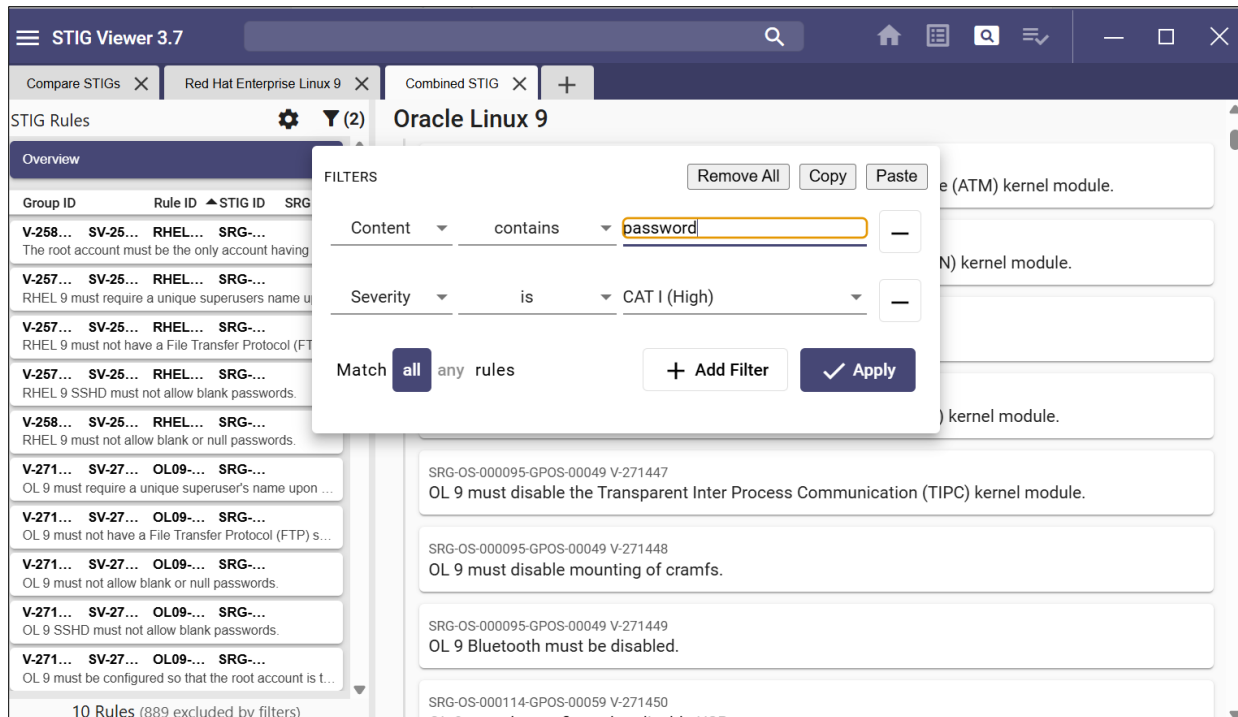 STIG Viewer 3.7
Compare STIGs
Red Hat Enterprise Linux 9
Combined STIG
STIG Rules
(2)
Overview
Group ID Rule ID STIG ID SRG
V-258... SV-25... RHEL... SRG-...
The root account must be the only account having
V-257... SV-25... RHEL... SRG-...
RHEL 9 must require a unique superusers name
V-257... SV-25... RHEL... SRG-...
RHEL 9 must not have a File Transfer Protocol
V-257... SV-25... RHEL... SRG-...
RHEL 9 SSHD must not allow blank passwords.
V-258... SV-25... RHEL... SRG-...
RHEL 9 must not allow blank or null passwords.
V-271... SV-27... OL09-... SRG-...
OL 9 must require a unique superuser's name upon ...
V-271... SV-27... OL09-... SRG-...
OL 9 must not have a File Transfer Protocol (FTP) s...
V-271... SV-27... OL09-... SRG-...
OL 9 must not allow blank or null passwords.
V-271... SV-27... OL09-... SRG-...
OL 9 SSHD must not allow blank passwords.
V-271... SV-27... OL09-... SRG-...
OL 9 must be configured so that the root account is t...
10 Rules (889 excluded by filters)
FILTERS
Remove All
Copy
Paste
Content contains password
Severity is CAT I (High)
Match all any rules
Add Filter
Apply
Oracle Linux 9
(ATM) kernel module.
kernel module.
kernel module.
SRG-OS-000095-GPOS-00049 V-271447
OL 9 must disable the Transparent Inter Process Communication (TIPC) kernel module.
SRG-OS-000095-GPOS-00049 V-271448
OL 9 must disable mounting of cramfs.
SRG-OS-000095-GPOS-00049 V-271449
OL 9 Bluetooth must be disabled.
SRG-OS-000114-GPOS-00059 V-271450